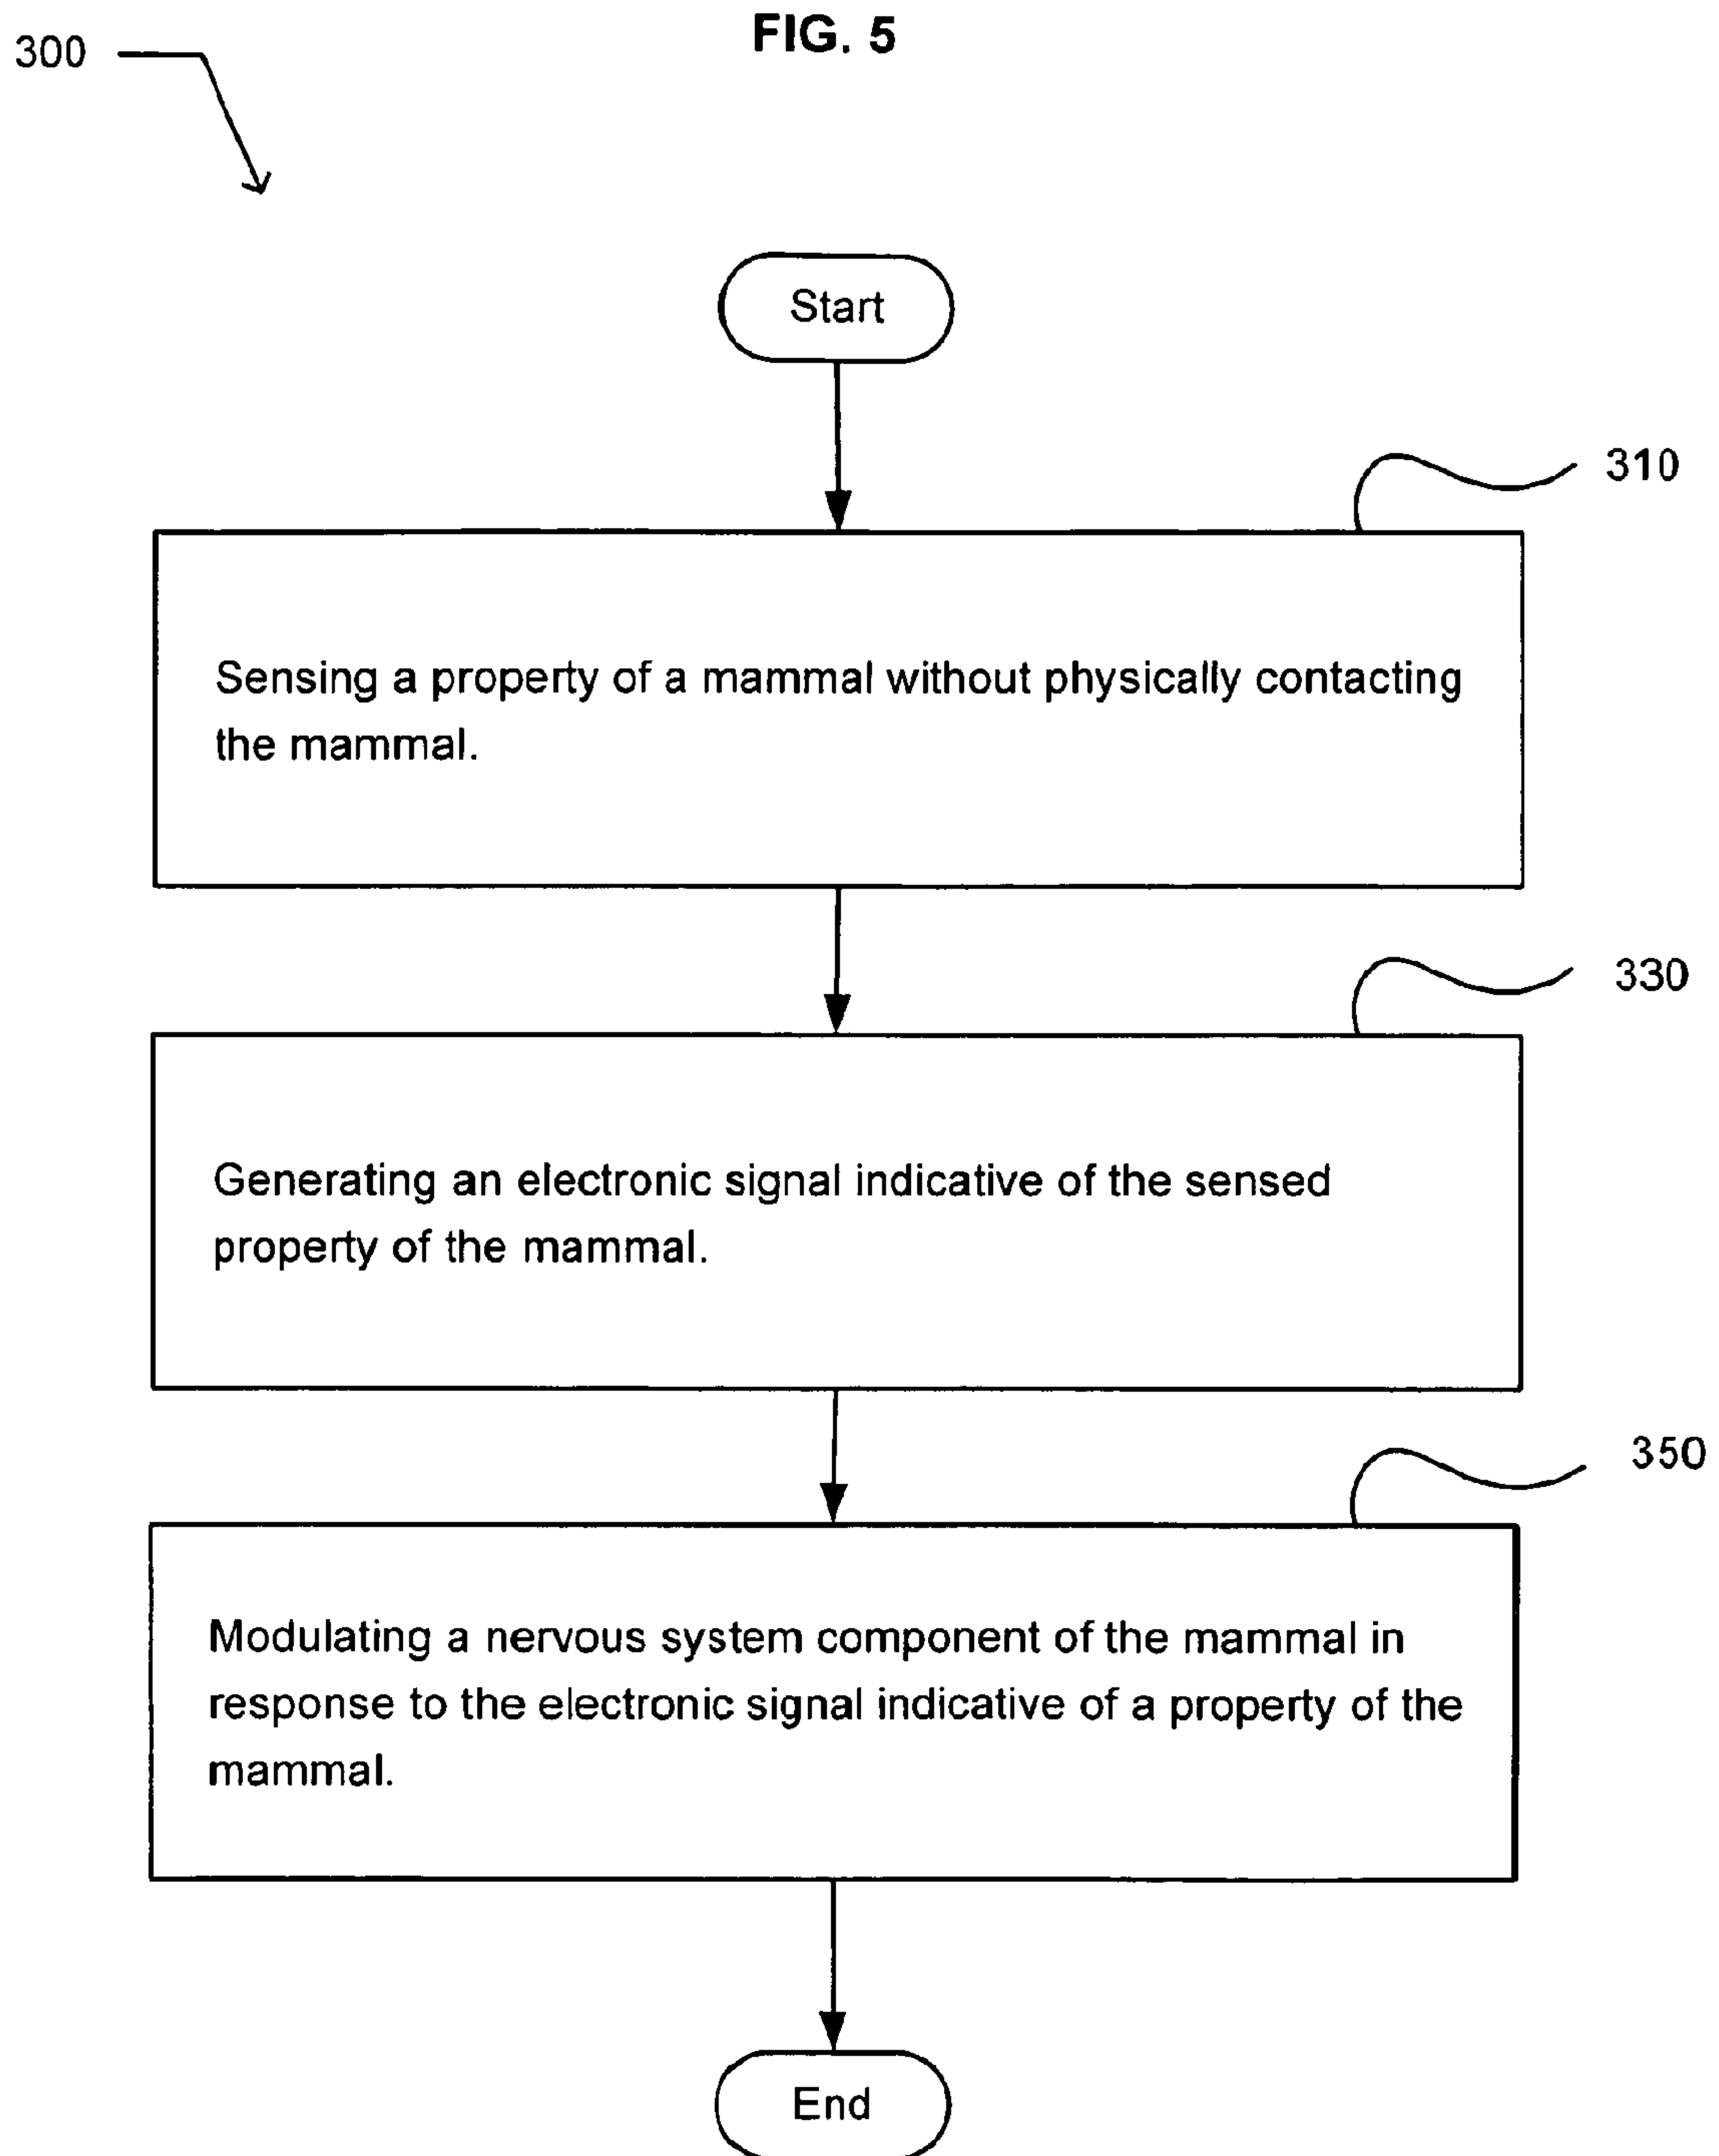 FIG. 5
300
Start
310
Sensing a property of a mammal without physically contacting
the mammal.
330
Generating an electronic signal indicative of the sensed
property of the mammal.
350
Modulating a nervous system component of the mammal in
response to the electronic signal indicative of a property of the
mammal.
End